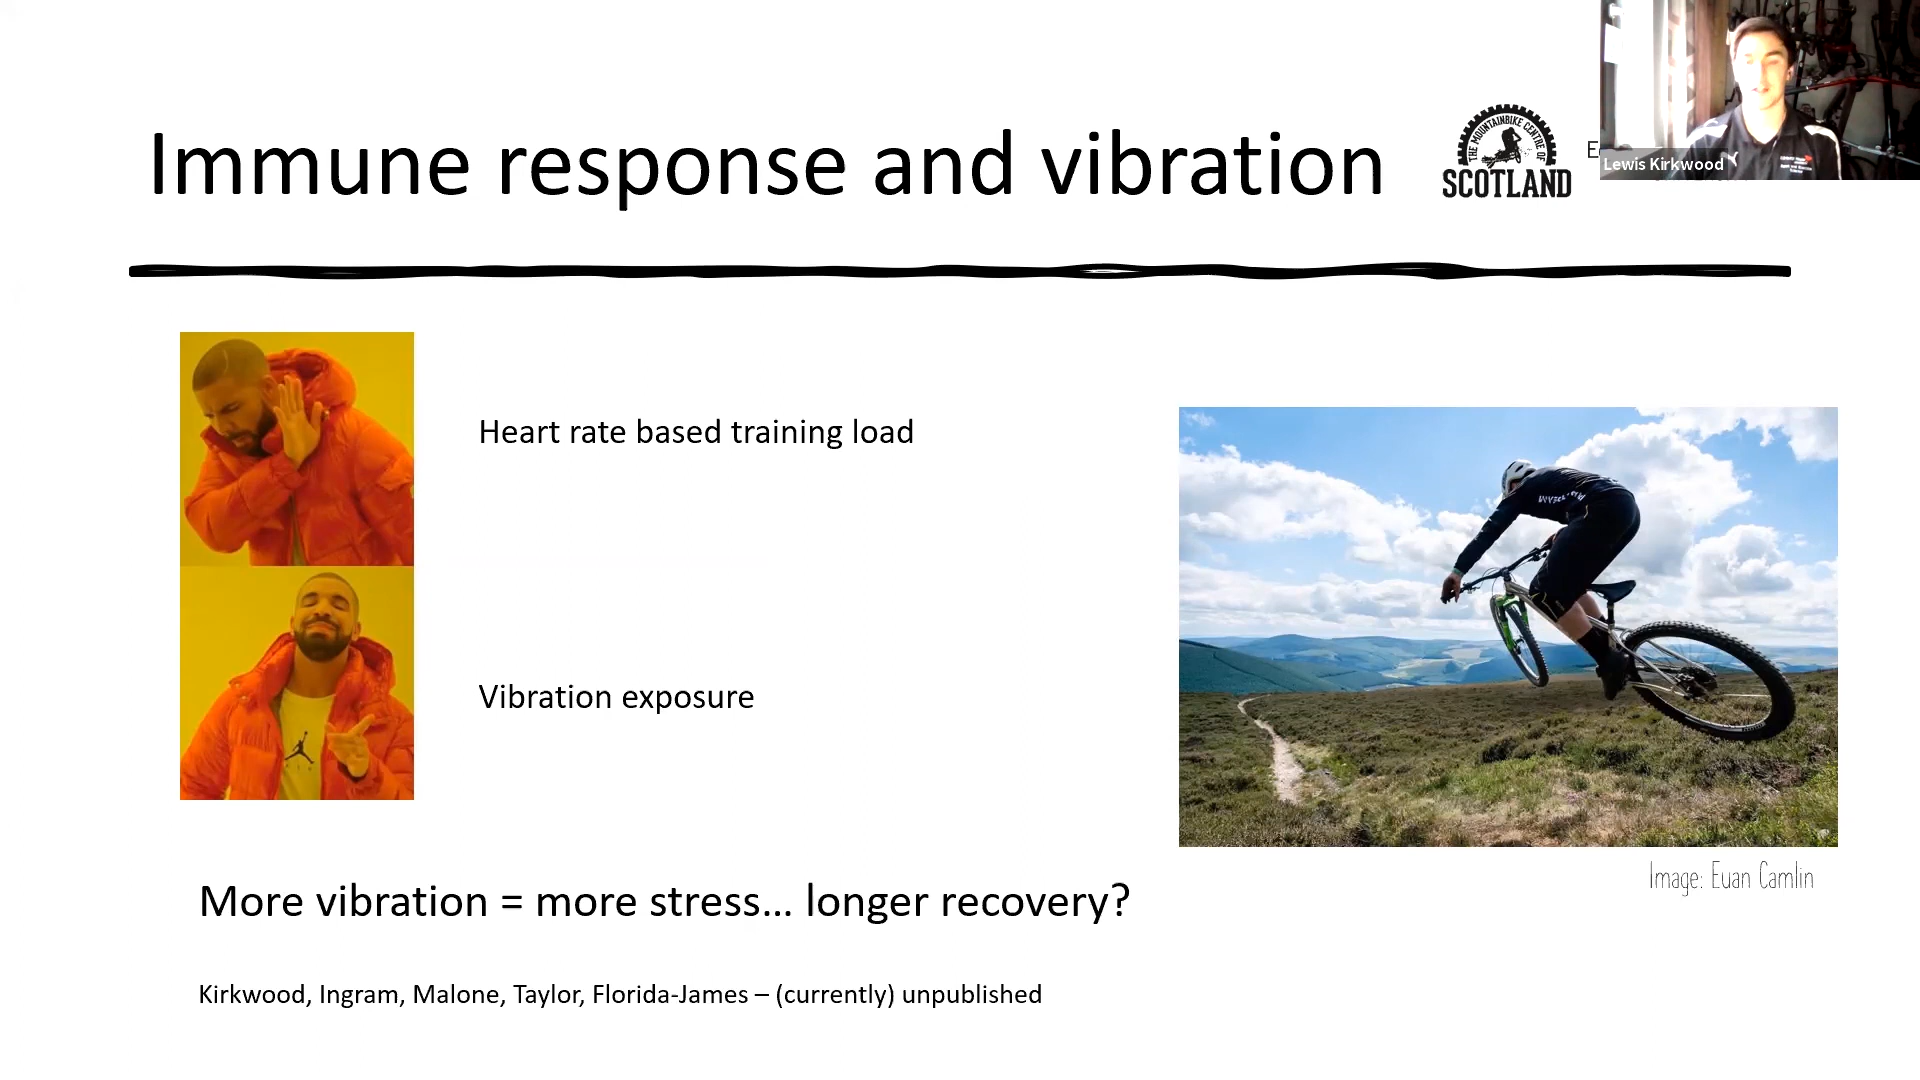 Immune response and vibration
THE MOUNTAINBIKE CENTRE OF
SCOTLAND
Lewis Kirkwood
Heart rate based training load
Vibration exposure
Image: Euan Camlin
More vibration = more stress... longer recovery?
Kirkwood, Ingram, Malone, Taylor, Florida-James – (currently) unpublished